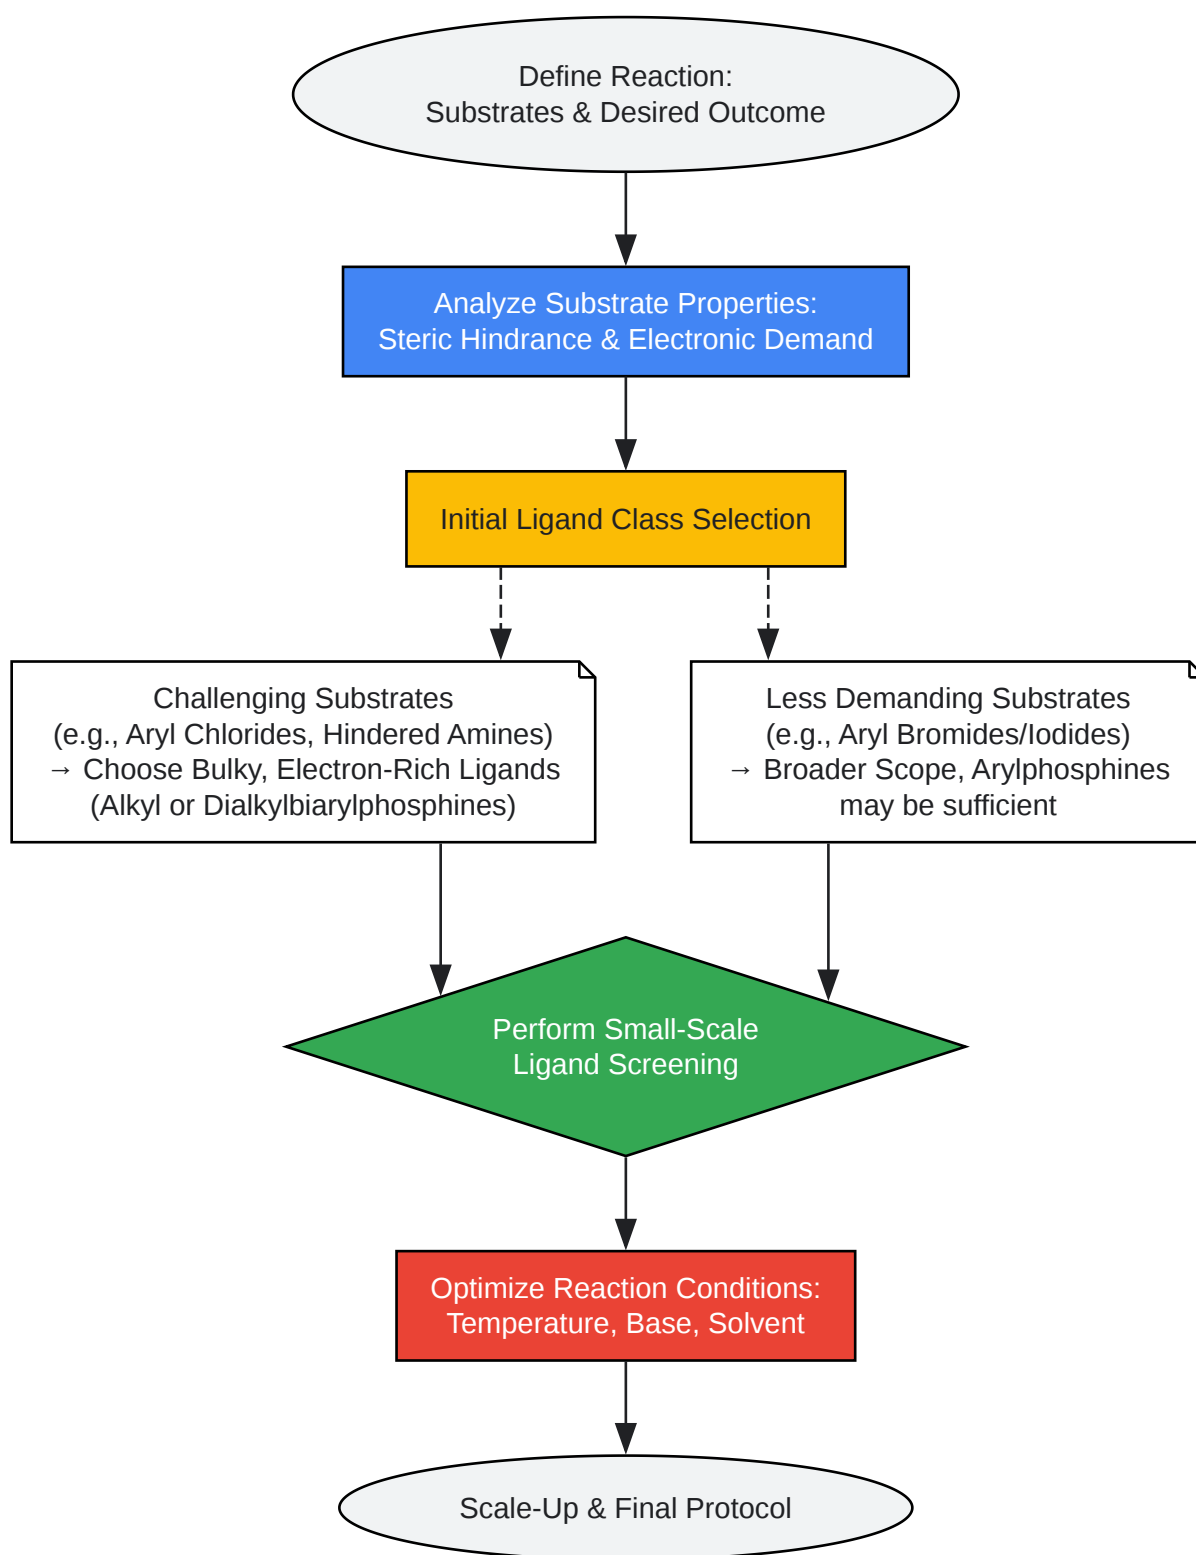 Define Reaction:
Substrates & Desired Outcome
Analyze Substrate Properties:
Steric Hindrance & Electronic Demand
Initial Ligand Class Selection
Challenging Substrates
(e.g., Aryl Chlorides, Hindered Amines)
→ Choose Bulky, Electron-Rich Ligands
(Alkyl or Dialkylbiarylphosphines)
Less Demanding Substrates
(e.g., Aryl Bromides/Iodides)
→ Broader Scope, Arylphosphines
may be sufficient
Perform Small-Scale
Ligand Screening
Optimize Reaction Conditions:
Temperature, Base, Solvent
Scale-Up & Final Protocol